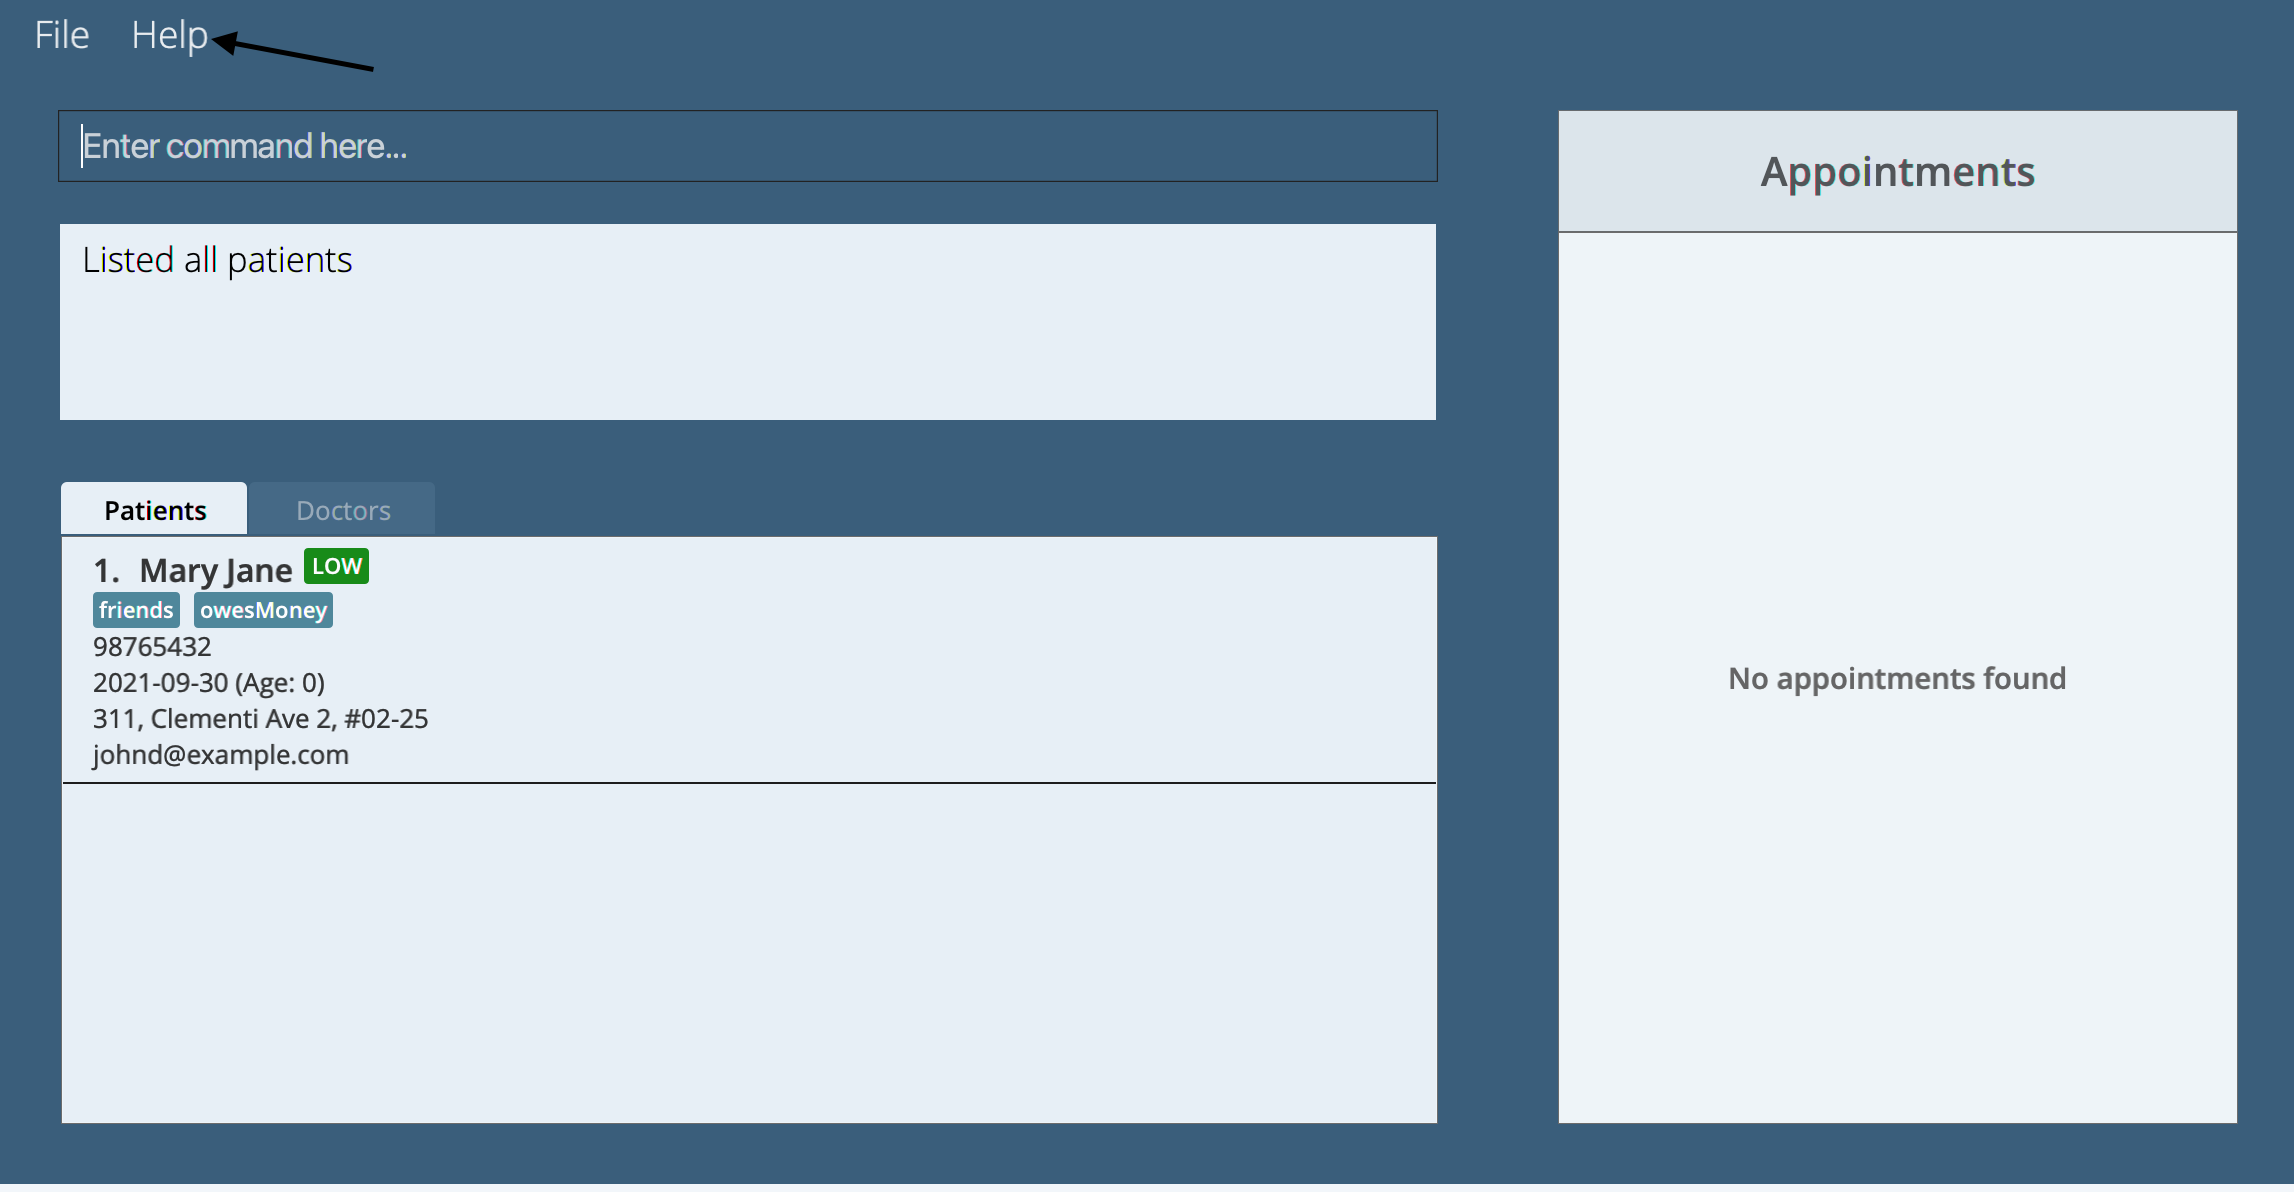 File Help
Enter command here...
Listed all patients
Patients Doctors
1. Mary Jane LOW
friends owesMoney
98765432
2021-09-30 (Age: 0)
311, Clementi Ave 2, #02-25
johnd@example.com
Appointments
No appointments found